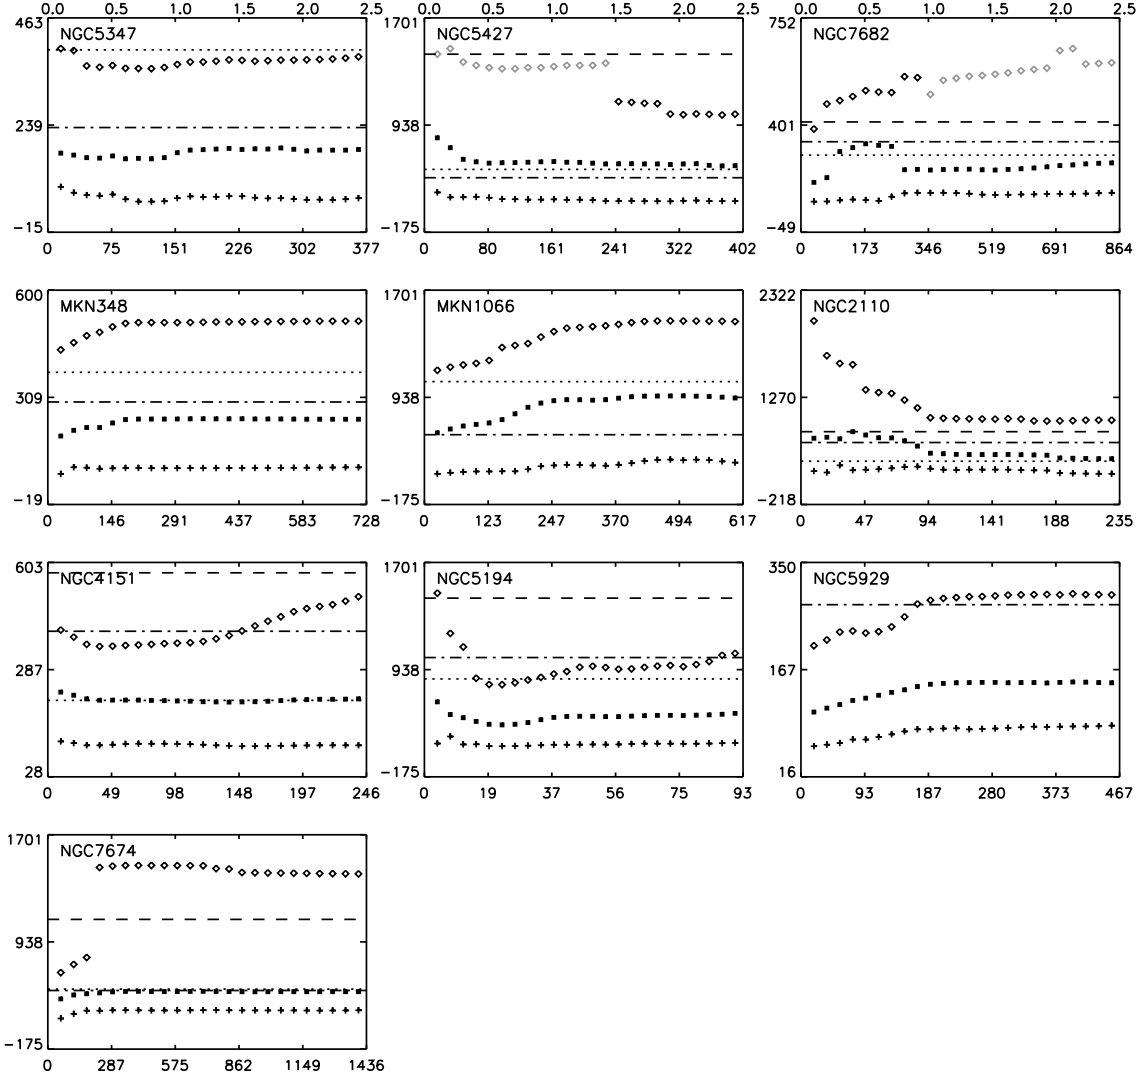 0.0 0.5 1.0 1.5 2.0 2.5 0.0 0.5 1.0 1.5 2.0 2.5 0.0 0.5 1.0 1.5 2.0 2.5
463 NGC5347 1701 NGC5427 752 NGC7682
239 938 401
−15 −175 −49
0 75 151 226 302 377 0 80 161 241 322 402 0 173 346 519 691 864
600 MKN348 1701 MKN1066 2322 NGC2110
309 938 1270
−19 −175 −218
0 146 291 437 583 728 0 123 247 370 494 617 0 47 94 141 188 235
603 NGC4151 1701 NGC5194 350 NGC5929
287 938 167
28 −175 16
0 49 98 148 197 246 0 19 37 56 75 93 0 93 187 280 373 467
1701 NGC7674
938
−175
0 287 575 862 1149 1436